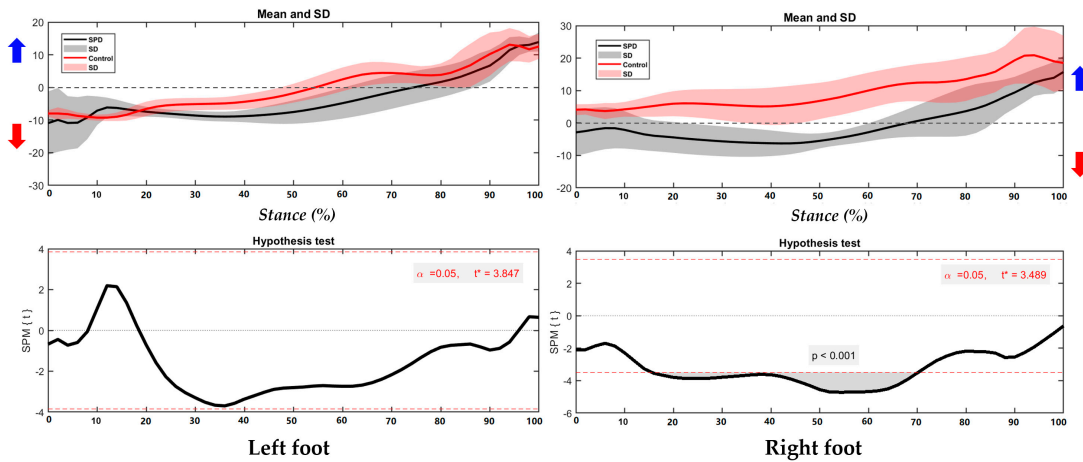 Mean and SD
20
10
0
-10
-20
-30
SPD
SD
Control
SD
0 10 20 30 40 50 60 70 80 90 100
Stance (%)
Mean and SD
30
20
10
0
-10
-20
SPD
SD
Control
SD
0 10 20 30 40 50 60 70 80 90 100
Stance (%)
Hypothesis test
SPM { t }
4
2
0
-2
-4
α =0.05, t* = 3.847
0 10 20 30 40 50 60 70 80 90 100
Left foot
Hypothesis test
SPM { t }
4
2
0
-2
-4
-6
α =0.05, t* = 3.489
p < 0.001
0 10 20 30 40 50 60 70 80 90 100
Right foot